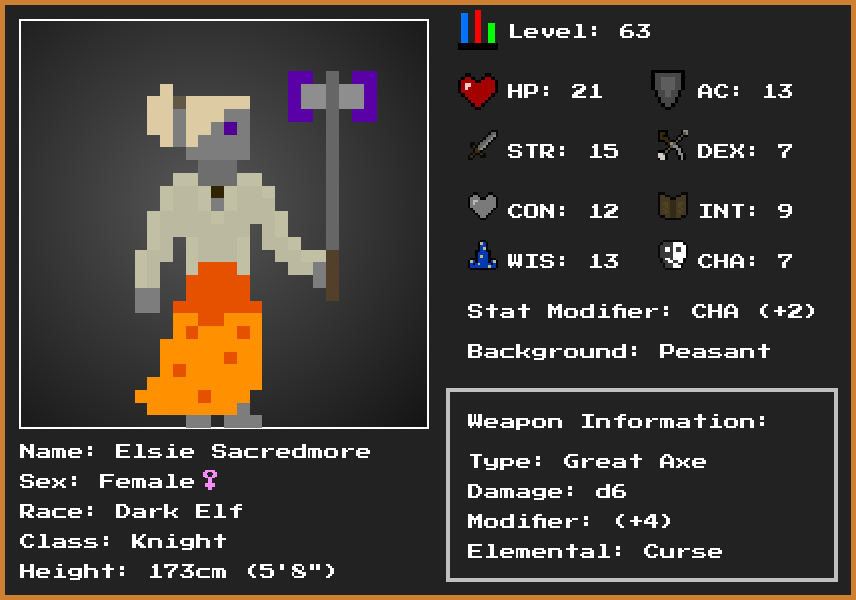 Level: 63
HP: 21
AC: 13
STR: 15
DEX: 7
CON: 12
INT: 9
WIS: 13
CHA: 7
Stat Modifier: CHA (+2)
Background: Peasant
Weapon Information:
Type: Great Axe
Damage: d6
Modifier: (+4)
Elemental: Curse
Name: Elsie Sacredmore
Sex: Female♀
Race: Dark Elf
Class: Knight
Height: 173cm (5'8")